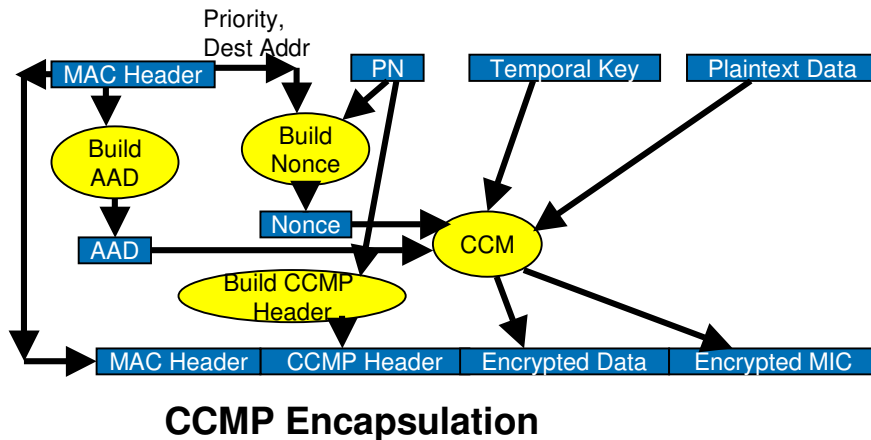 Priority,
Dest Addr
MAC Header
PN
Temporal Key
Plaintext Data
Build
AAD
Build
Nonce
Nonce
AAD
CCM
Build CCMP
Header
MAC Header
CCMP Header
Encrypted Data
Encrypted MIC
CCMP Encapsulation